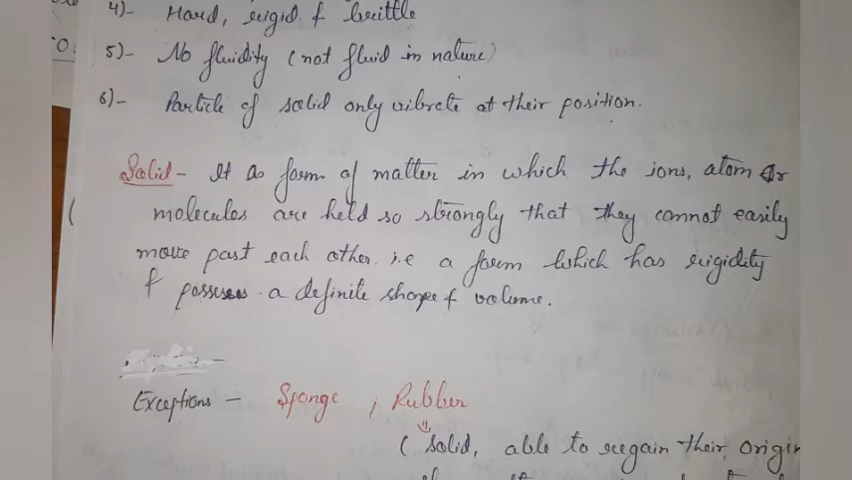 4)- Hard, rigid & brittle
5)- No fluidity (not fluid in nature)
6)- Particle of solid only vibrate at their position.
Solid - It is form of matter in which the ions, atom or
molecules are held so strongly that they cannot easily
move past each other. i.e a form which has rigidity
& possesses a definite shape & volume.
Exceptions - Sponge ; Rubber
( solid, able to regain their origin